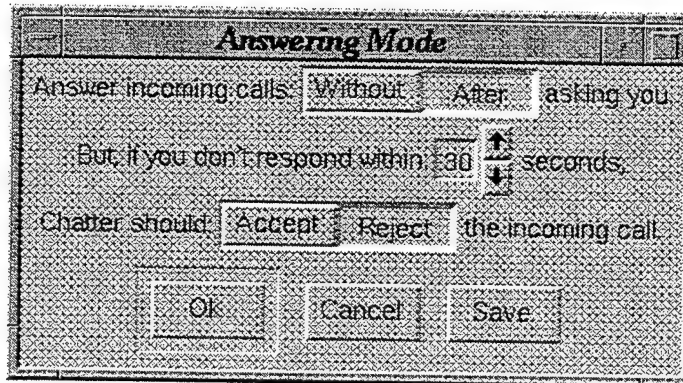 Answering Mode
Answer incoming calls: Without After asking you
But, if you don't respond within 30 seconds,
Chatter should: Accept Reject the incoming call.
Ok Cancel Save